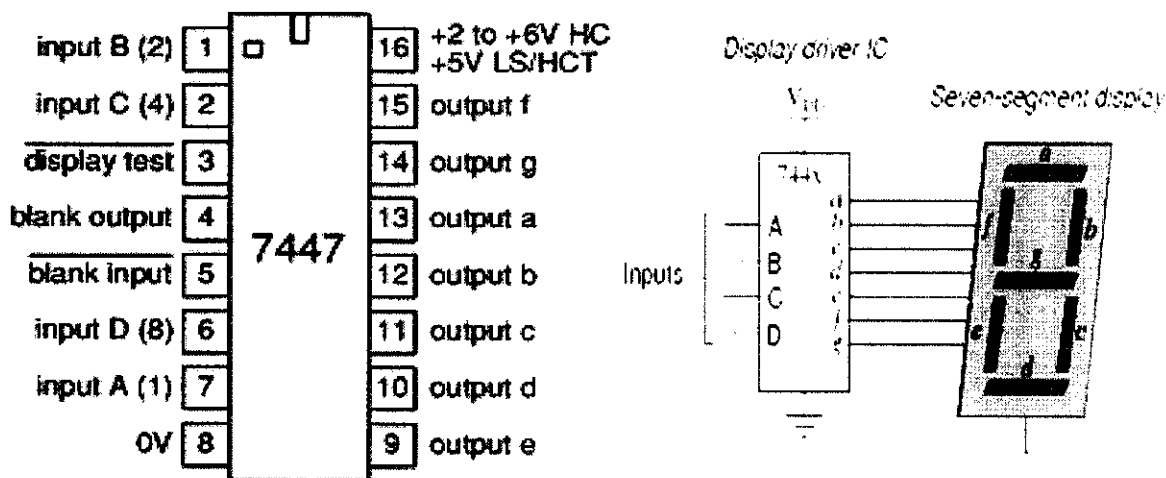 input B (2) 1
input C (4) 2
display test 3
blank output 4
blank input 5
input D (8) 6
input A (1) 7
0V 8
7447
16 +2 to +6V HC
+5V LS/HCT
15 output f
14 output g
13 output a
12 output b
11 output c
10 output d
9 output e
Display driver IC
Seven-segment display
744x
Inputs
A
B
C
D
a
b
c
d
e
f
g
a
f
b
g
e
c
d